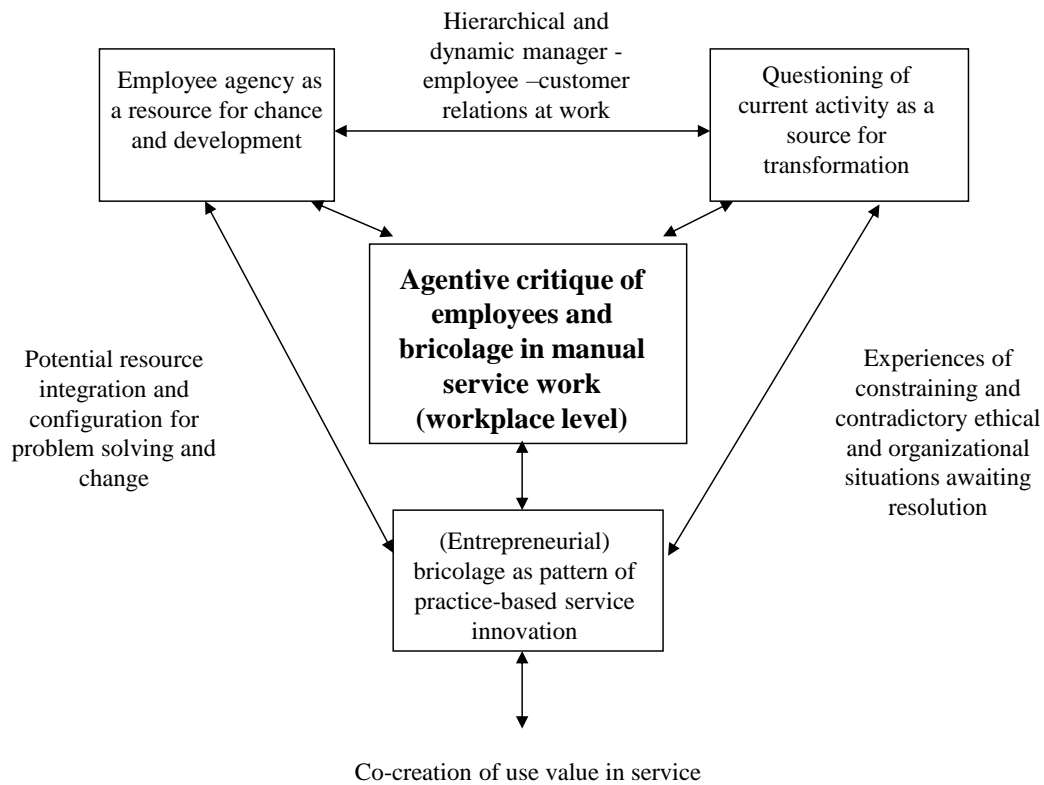 Hierarchical and
dynamic manager -
employee –customer
relations at work
Employee agency as
a resource for chance
and development
Questioning of
current activity as a
source for
transformation
Agentive critique of
employees and
bricolage in manual
service work
(workplace level)
Potential resource
integration and
configuration for
problem solving and
change
Experiences of
constraining and
contradictory ethical
and organizational
situations awaiting
resolution
(Entrepreneurial)
bricolage as pattern of
practice-based service
innovation
Co-creation of use value in service